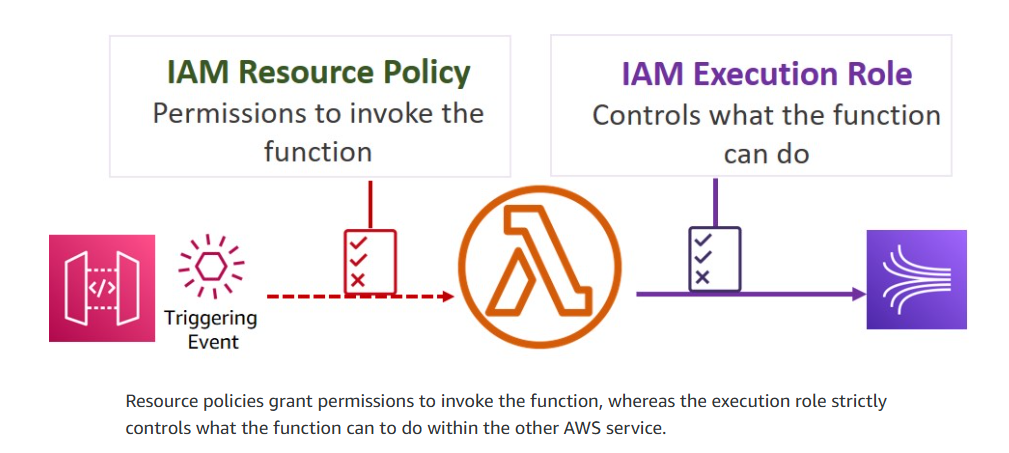 IAM Resource Policy
Permissions to invoke the
function
IAM Execution Role
Controls what the function
can do
</>
Triggering
Event
Resource policies grant permissions to invoke the function, whereas the execution role strictly
controls what the function can to do within the other AWS service.